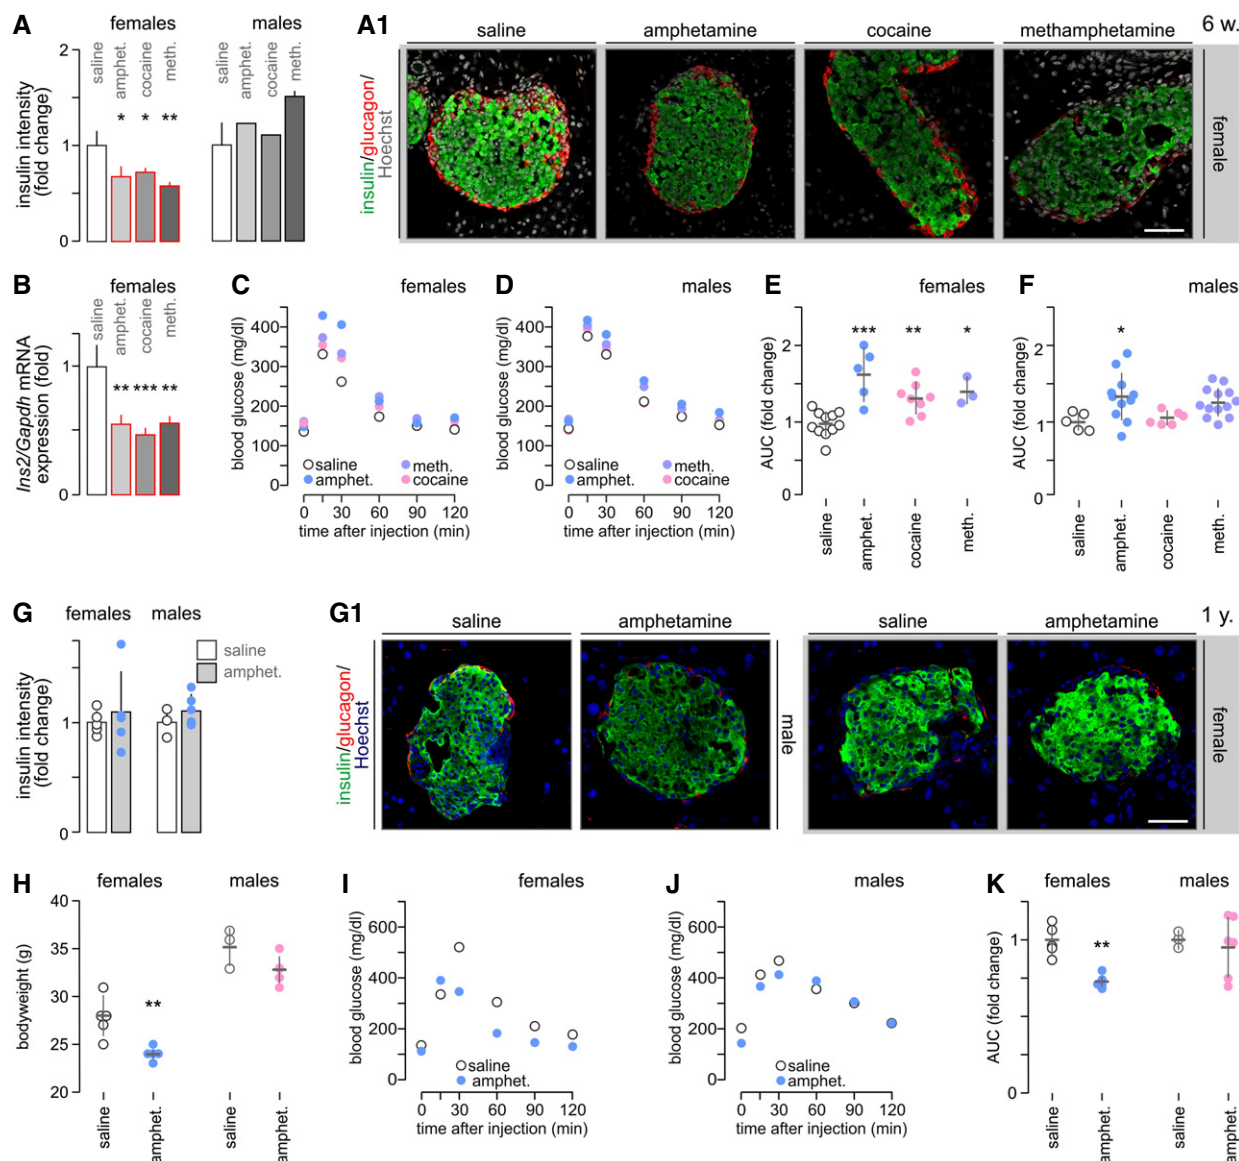 A
females
males
insulin intensity
(fold change)
2
1
0
saline
amphet.
cocaine
meth.
* * **
saline
amphet.
cocaine
meth.
A1
saline
amphetamine
cocaine
methamphetamine
6 w.
insulin/glucagon/
Hoechst
female
B
females
Ins2/Gapdh mRNA
expression (fold)
1
0
saline
amphet.
cocaine
meth.
** *** **
C
females
blood glucose (mg/dl)
400
300
200
100
0
saline
amphet.
meth.
cocaine
0 30 60 90 120
time after injection (min)
D
males
blood glucose (mg/dl)
400
300
200
100
0
saline
amphet.
meth.
cocaine
0 30 60 90 120
time after injection (min)
E
females
AUC (fold change)
2
1
0
*** ** *
saline
amphet.
cocaine
meth.
F
males
AUC (fold change)
2
1
0
*
saline
amphet.
cocaine
meth.
G
females
males
insulin intensity
(fold change)
1
0
saline
amphet.
G1
saline
amphetamine
saline
amphetamine
1 y.
insulin/glucagon/
Hoechst
male
female
H
females
males
bodyweight (g)
40
35
30
25
20
**
saline
amphet.
saline
amphet.
I
females
blood glucose (mg/dl)
600
400
200
0
saline
amphet.
0 30 60 90 120
time after injection (min)
J
males
blood glucose (mg/dl)
600
400
200
0
saline
amphet.
0 30 60 90 120
time after injection (min)
K
females
males
AUC (fold change)
1
0
**
saline
amphet.
saline
amphet.